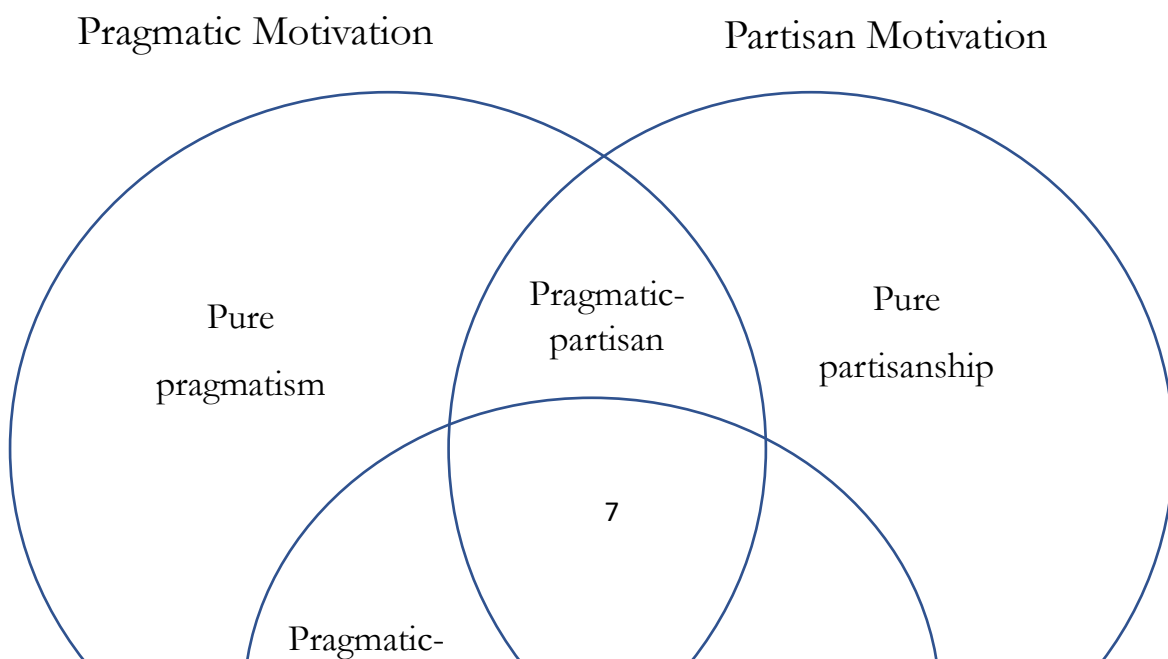 Pragmatic Motivation
Partisan Motivation
Pragmatic-
partisan
Pure
pragmatism
Pure
partisanship
7
Pragmatic-